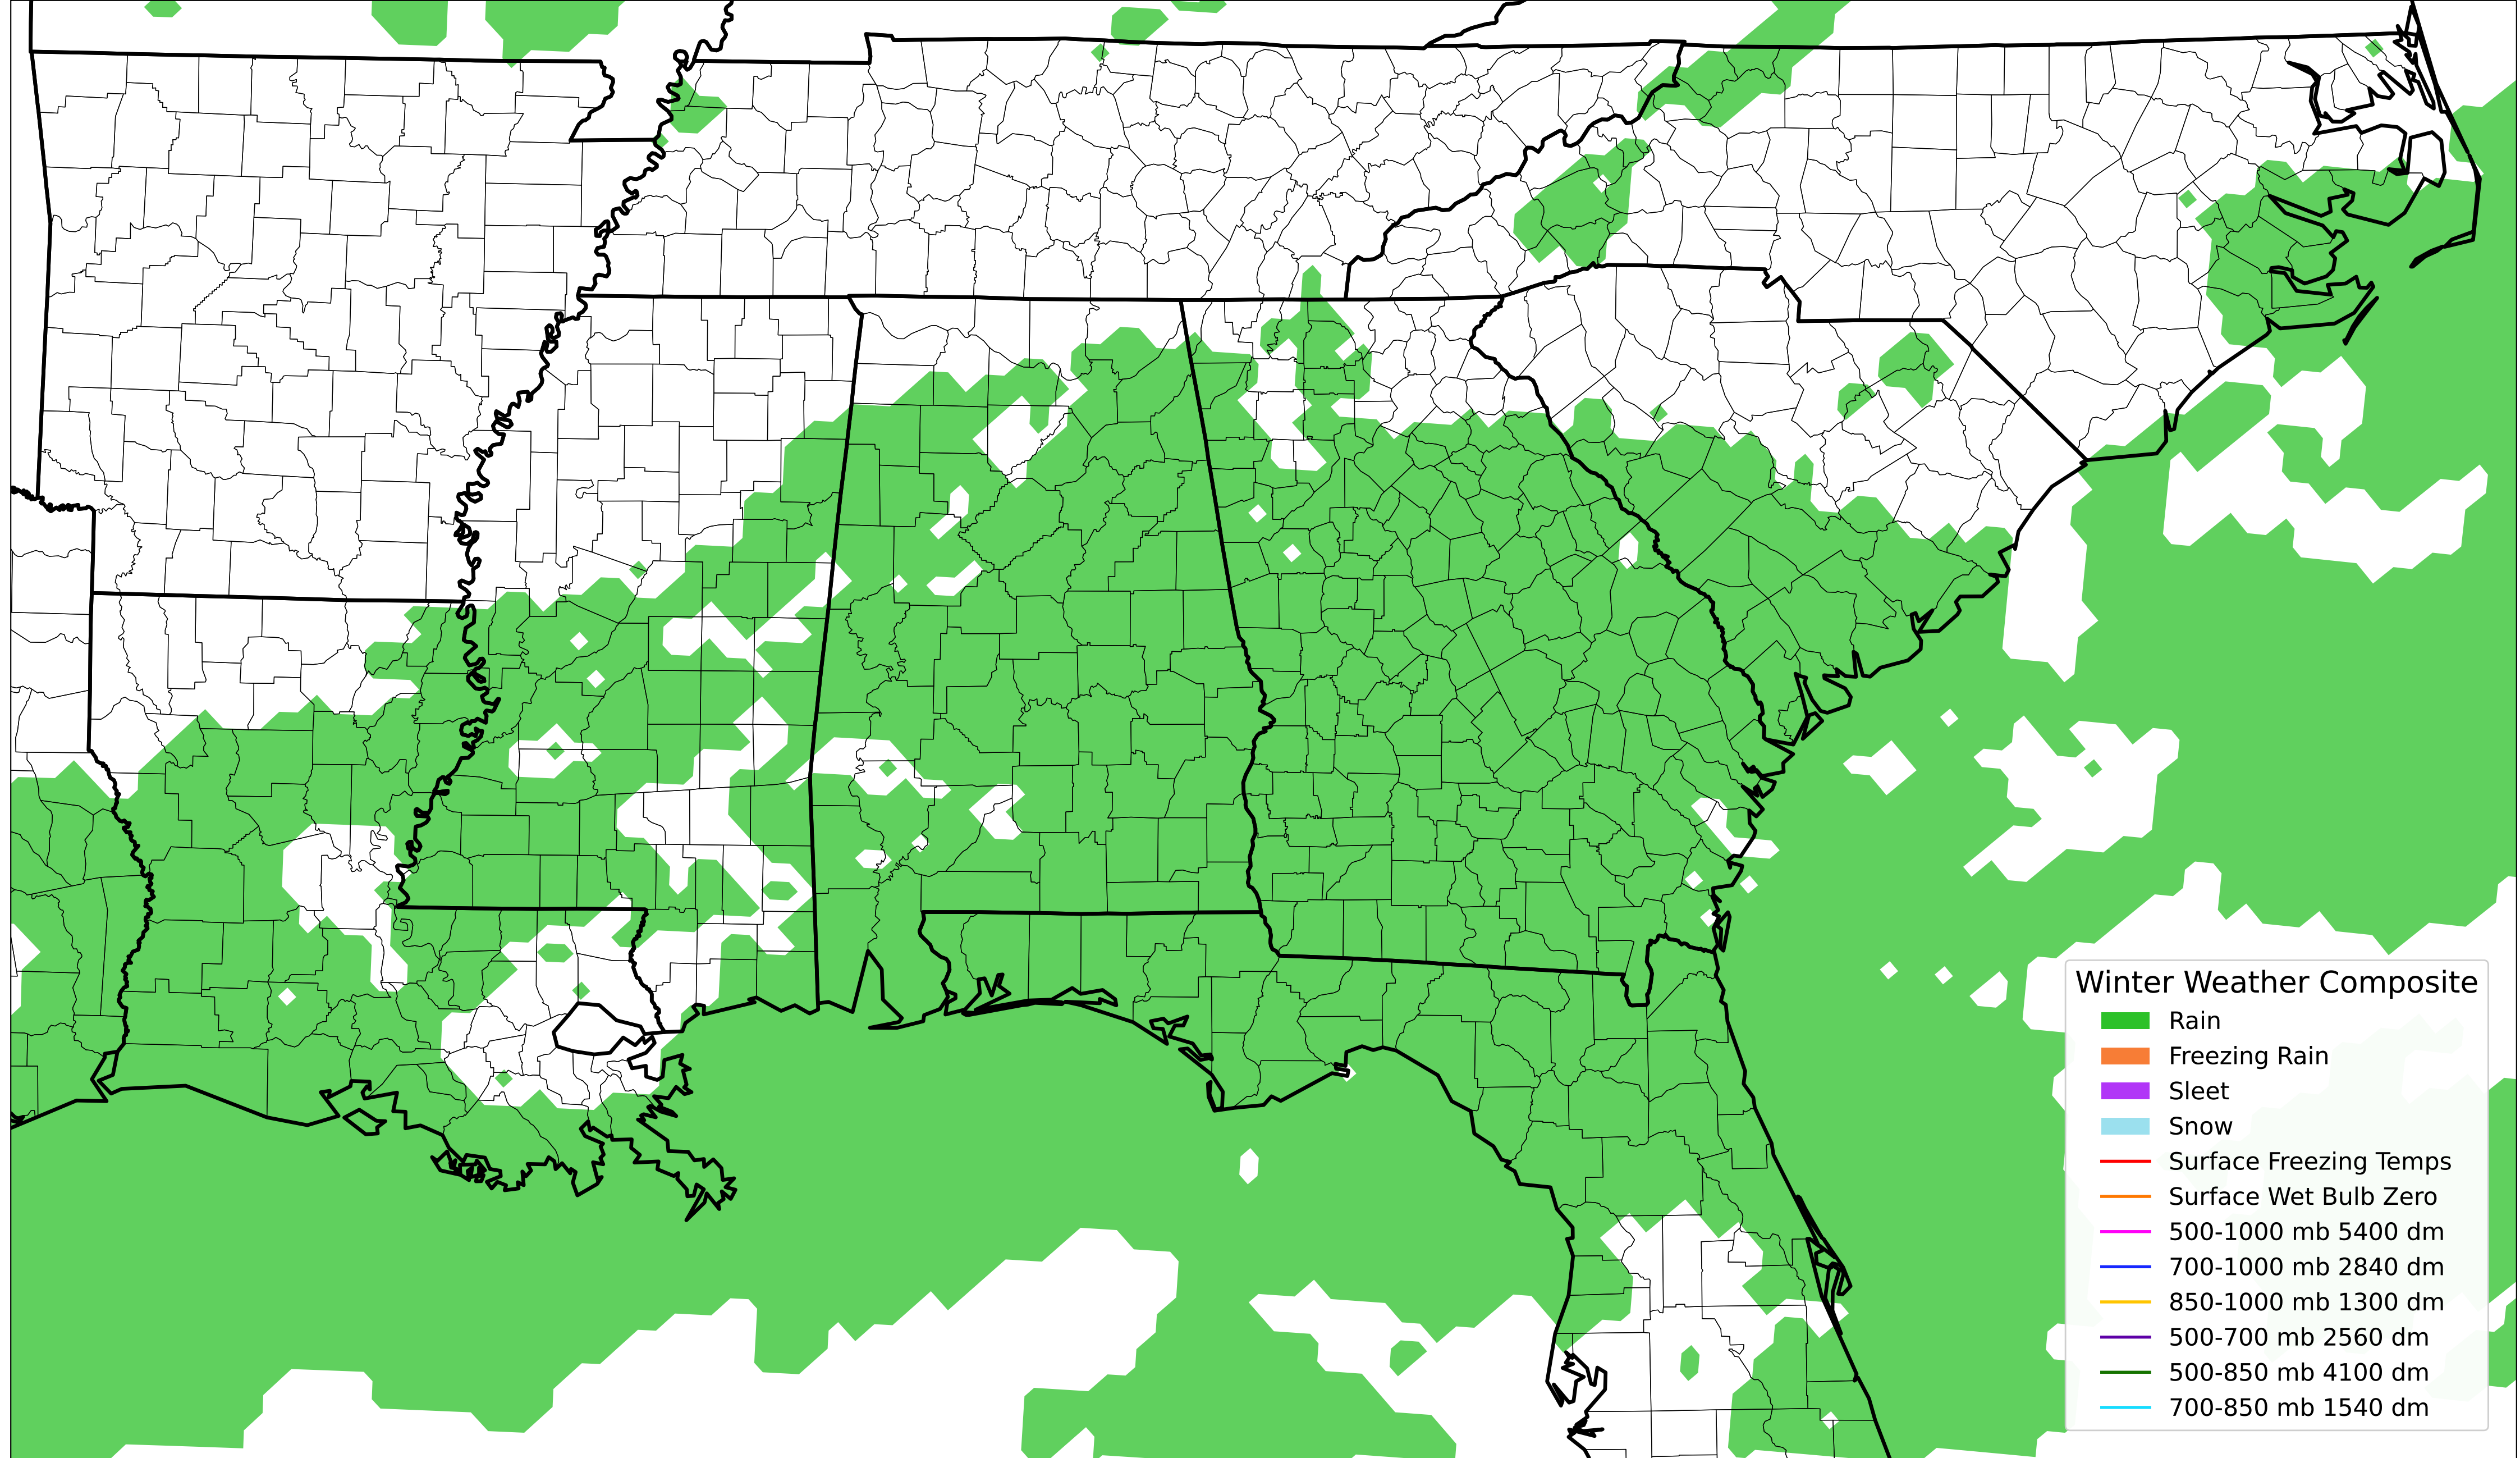 Winter Weather Composite
Rain
Freezing Rain
Sleet
Snow
Surface Freezing Temps
Surface Wet Bulb Zero
500-1000 mb 5400 dm
700-1000 mb 2840 dm
850-1000 mb 1300 dm
500-700 mb 2560 dm
500-850 mb 4100 dm
700-850 mb 1540 dm